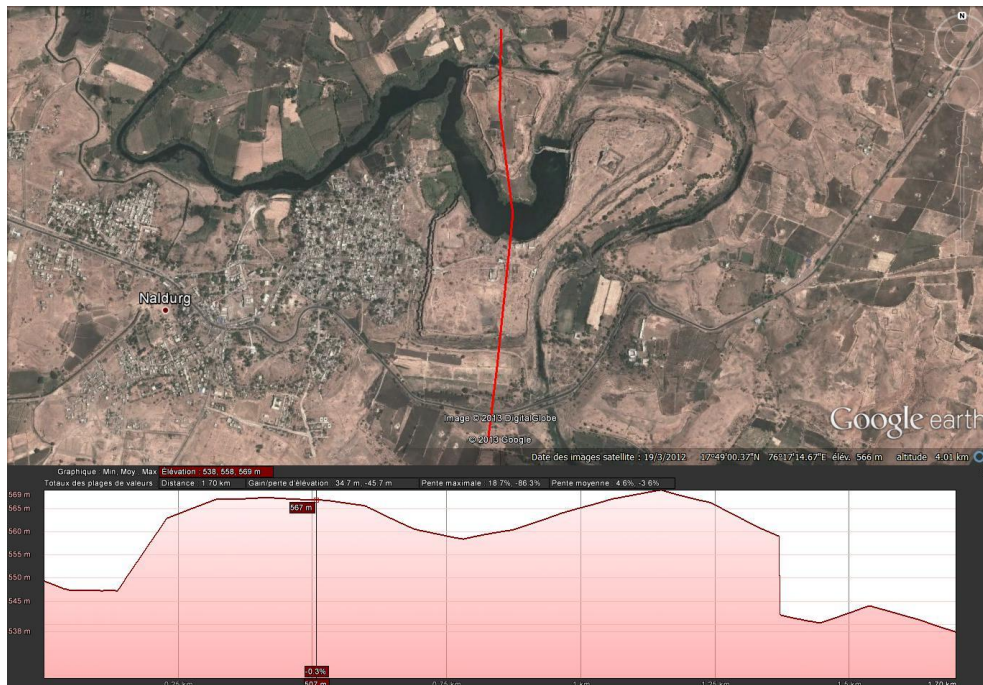 N
Naldurg
Image © 2013 DigitalGlobe
© 2013 Google
Google earth
Date des images satellite : 19/3/2012 17°49'00.37"N 76°17'14.67"E élév. 566 m altitude 4.01 km
Graphique : Min, Moy , Max Élévation : 538, 558, 569 m
Totaux des plages de valeurs : Distance : 1.70 km Gain/perte d'élévation : 34.7 m, -45.7 m Pente maximale : 18.7%, -86.3% Pente moyenne : 4.6%, -3.6%
569 m
565 m
567 m
560 m
555 m
550 m
545 m
538 m
-0.3%
0.25 km 507 m 0.75 km 1 km 1.25 km 1.5 km 1.70 km